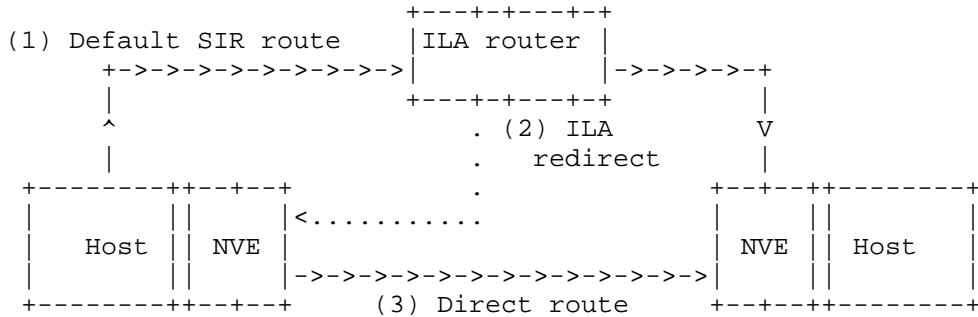 (1) Default SIR route
ILA router
(2) ILA
redirect
V
Host
NVE
NVE
Host
(3) Direct route